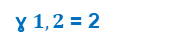 ɣ 1,2 = 2